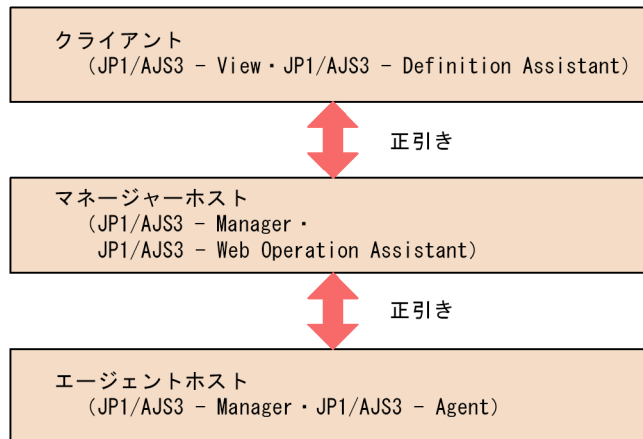 クライアント
（JP1/AJS3 - View・JP1/AJS3 - Definition Assistant）
正引き
マネージャーホスト
（JP1/AJS3 - Manager・
JP1/AJS3 - Web Operation Assistant）
正引き
エージェントホスト
（JP1/AJS3 - Manager・JP1/AJS3 - Agent）